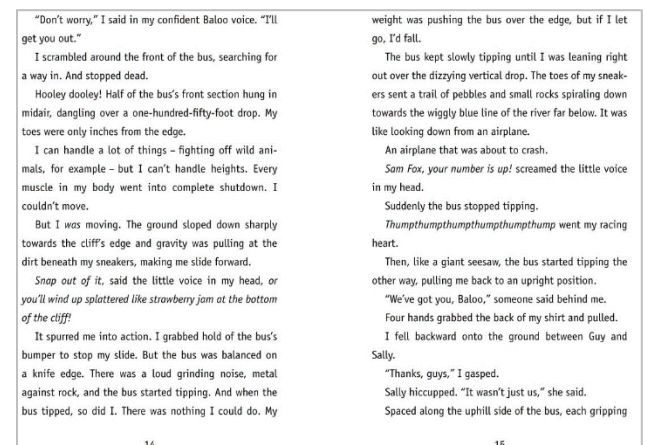 “Don’t worry,” I said in my confident Baloo voice. “I’ll
get you out.”
I scrambled around the front of the bus, searching for
a way in. And stopped dead.
Hooley dooley! Half of the bus’s front section hung in
midair, dangling over a one-hundred-fifty-foot drop. My
toes were only inches from the edge.
I can handle a lot of things – fighting off wild ani-
mals, for example – but I can’t handle heights. Every
muscle in my body went into complete shutdown. I
couldn’t move.
But I was moving. The ground sloped down sharply
towards the cliff’s edge and gravity was pulling at the
dirt beneath my sneakers, making me slide forward.
Snap out of it, said the little voice in my head, or
you’ll wind up splattered like strawberry jam at the bottom
of the cliff!
It spurred me into action. I grabbed hold of the bus’s
bumper to stop my slide. But the bus was balanced on
a knife edge. There was a loud grinding noise, metal
against rock, and the bus started tipping. And when the
bus tipped, so did I. There was nothing I could do. My
14
weight was pushing the bus over the edge, but if I let
go, I’d fall.
The bus kept slowly tipping until I was leaning right
out over the dizzying vertical drop. The toes of my sneak-
ers sent a trail of pebbles and small rocks spiraling down
towards the wiggly blue line of the river far below. It was
like looking down from an airplane.
An airplane that was about to crash.
Sam Fox, your number is up! screamed the little voice
in my head.
Suddenly the bus stopped tipping.
Thumpthumpthumpthumpthumpthump went my racing
heart.
Then, like a giant seesaw, the bus started tipping the
other way, pulling me back to an upright position.
“We’ve got you, Baloo,” someone said behind me.
Four hands grabbed the back of my shirt and pulled.
I fell backward onto the ground between Guy and
Sally.
“Thanks, guys,” I gasped.
Sally hiccupped. “It wasn’t just us,” she said.
Spaced along the uphill side of the bus, each gripping
15